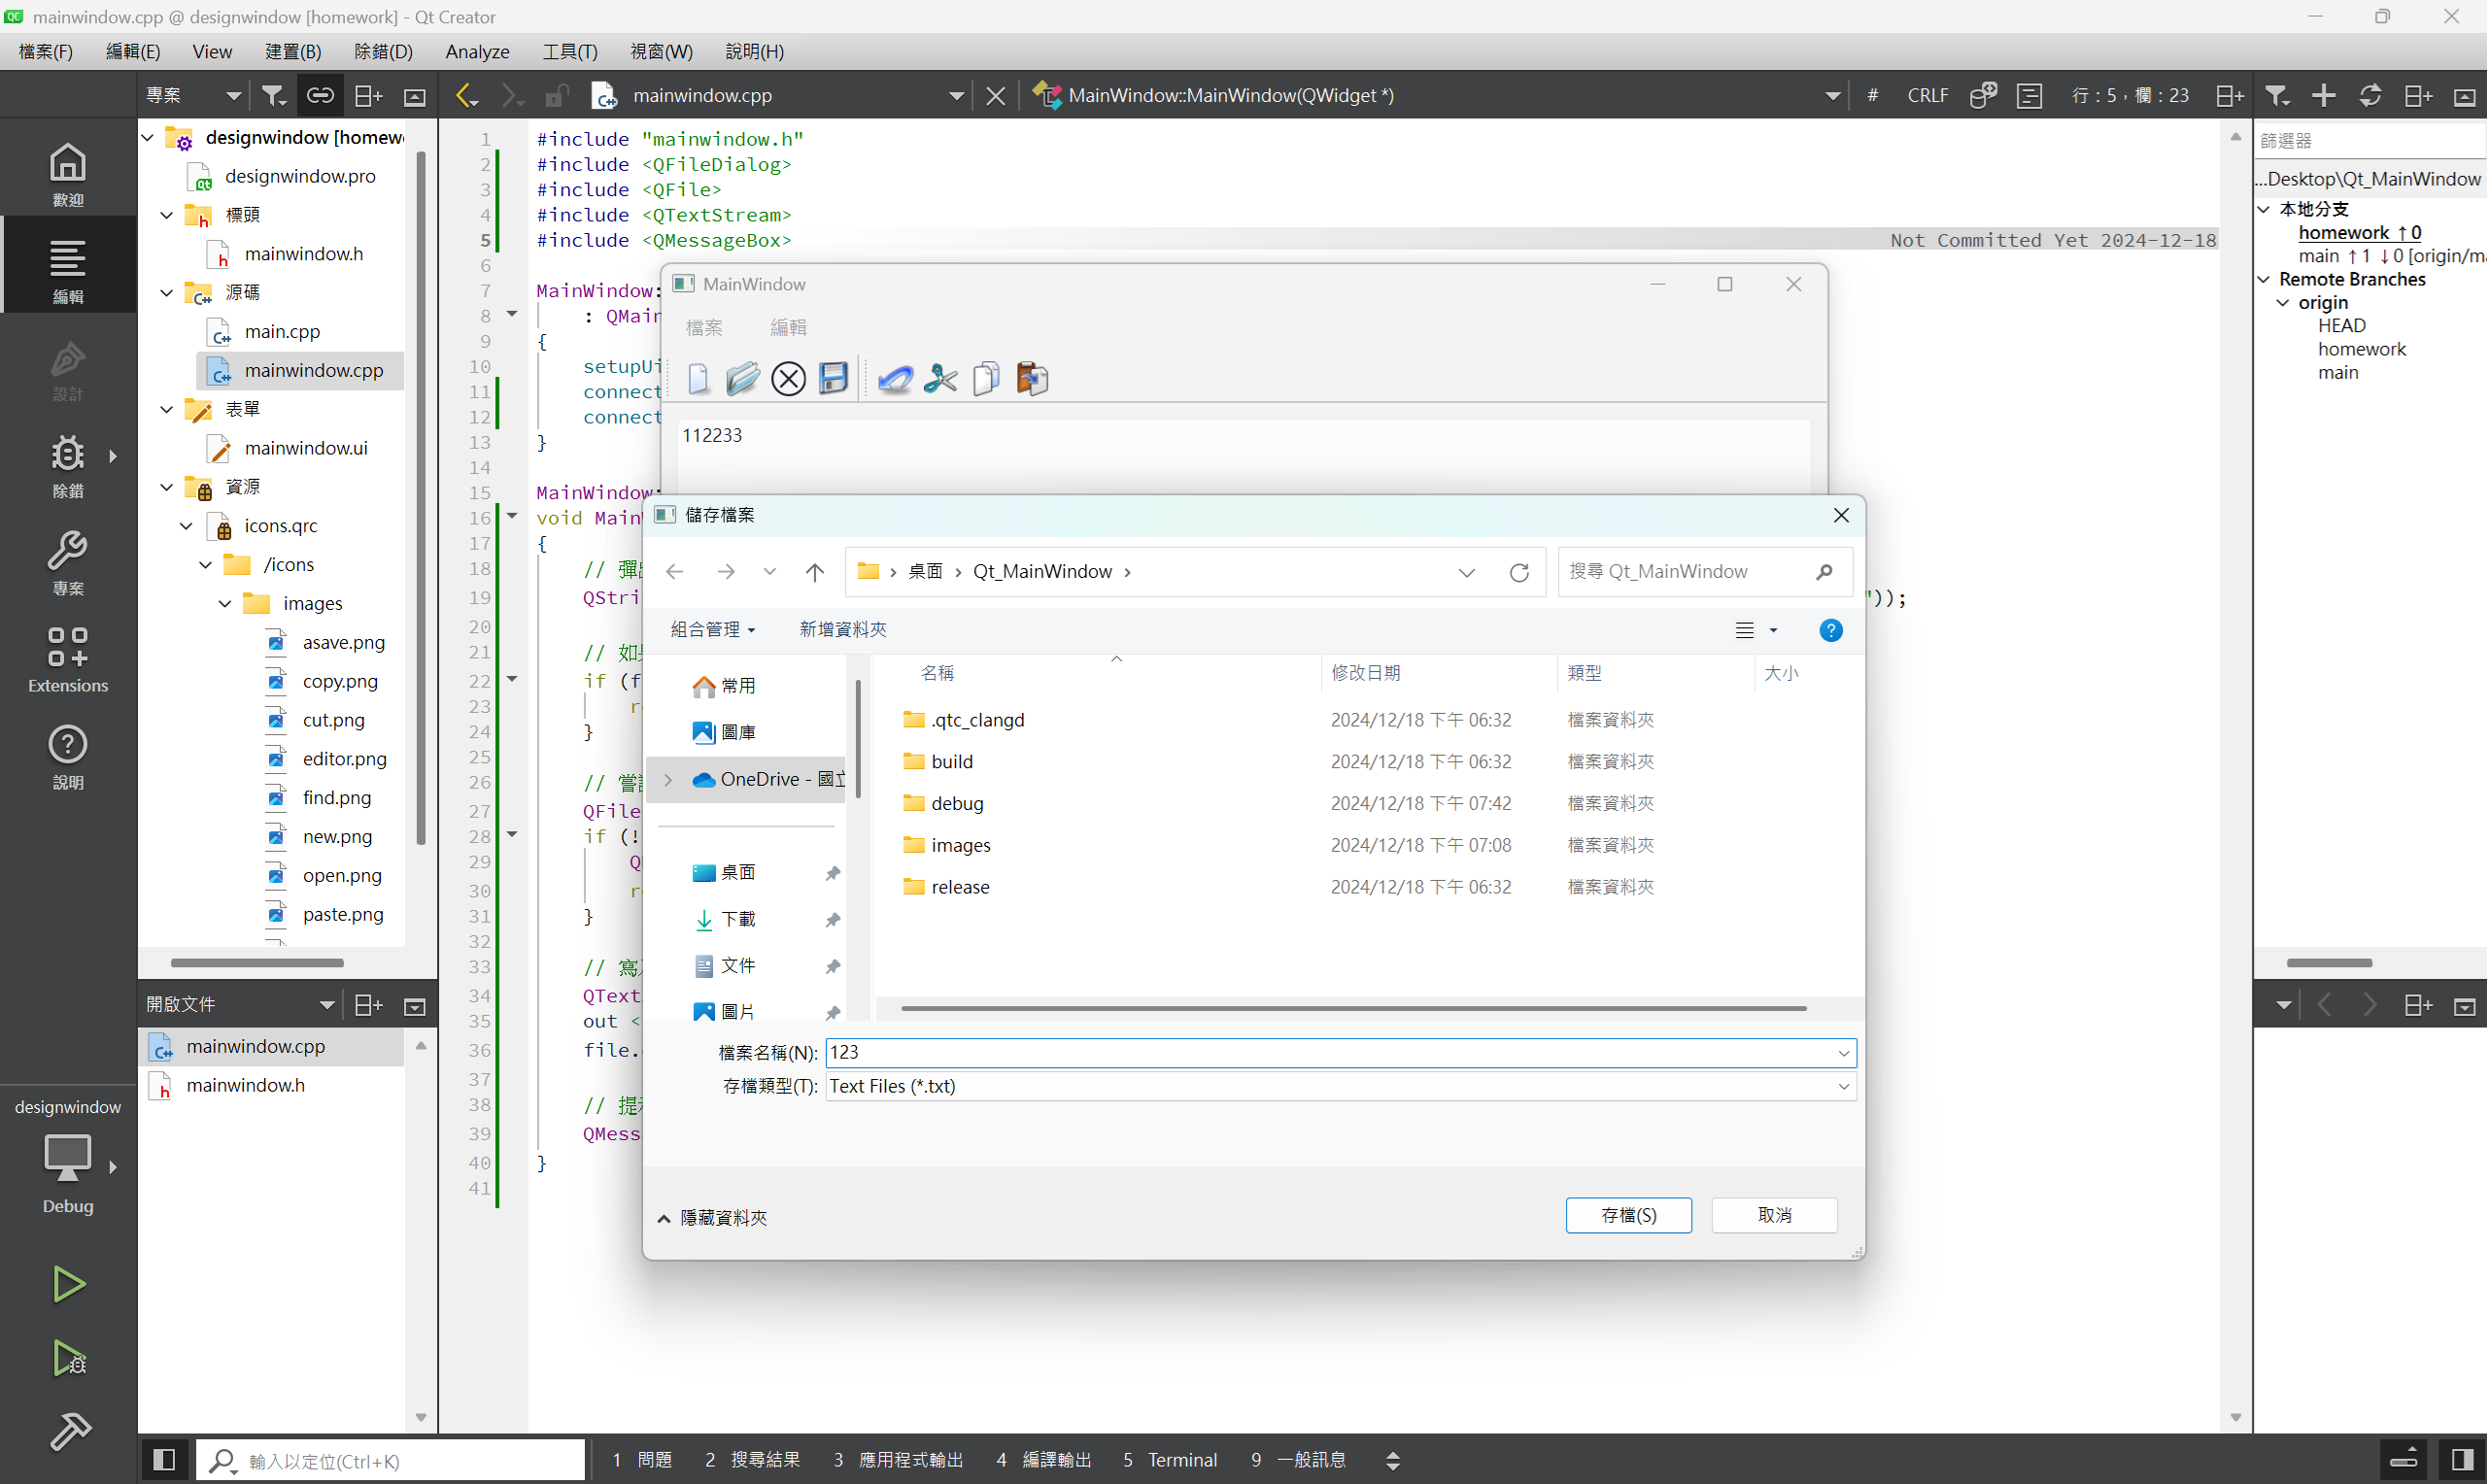 mainwindow.cpp @ designwindow [homework] - Qt Creator
檔案(F) 編輯(E) View 建置(B) 除錯(D) Analyze 工具(T) 視窗(W) 說明(H)
專案 mainwindow.cpp MainWindow::MainWindow(QWidget *) # CRLF 行：5，欄：23
歡迎
編輯
設計
除錯
專案
Extensions
說明
designwindow
Debug
designwindow [homew
designwindow.pro
標頭
mainwindow.h
源碼
main.cpp
mainwindow.cpp
表單
mainwindow.ui
資源
icons.qrc
/icons
images
asave.png
copy.png
cut.png
editor.png
find.png
new.png
open.png
paste.png
開啟文件
mainwindow.cpp
mainwindow.h
1 #include "mainwindow.h"
2 #include <QFileDialog>
3 #include <QFile>
4 #include <QTextStream>
5 #include <QMessageBox> Not Committed Yet 2024-12-18
6
7 MainWindow:
8 : QMain
9 {
10 setupUi
11 connect
12 connect
13 }
14
15 MainWindow:
16 void Main
17 {
18 // 彈
19 QStri "));
20
21 // 如
22 if (f
23 r
24 }
25
26 // 嘗
27 QFile
28 if (!
29 Q
30 r
31 }
32
33 // 寫
34 QText
35 out <
36 file.
37
38 // 提
39 QMess
40 }
41
MainWindow
檔案 編輯
112233
儲存檔案
桌面 › Qt_MainWindow › 搜尋 Qt_MainWindow
組合管理 新增資料夾
常用
圖庫
OneDrive - 國立
桌面
下載
文件
圖片
名稱 修改日期 類型 大小
.qtc_clangd 2024/12/18 下午 06:32 檔案資料夾
build 2024/12/18 下午 06:32 檔案資料夾
debug 2024/12/18 下午 07:42 檔案資料夾
images 2024/12/18 下午 07:08 檔案資料夾
release 2024/12/18 下午 06:32 檔案資料夾
檔案名稱(N): 123
存檔類型(T): Text Files (*.txt)
隱藏資料夾 存檔(S) 取消
篩選器
...Desktop\Qt_MainWindow
本地分支
homework ↑0
main ↑1 ↓0 [origin/ma
Remote Branches
origin
HEAD
homework
main
輸入以定位(Ctrl+K) 1 問題 2 搜尋結果 3 應用程式輸出 4 編譯輸出 5 Terminal 9 一般訊息